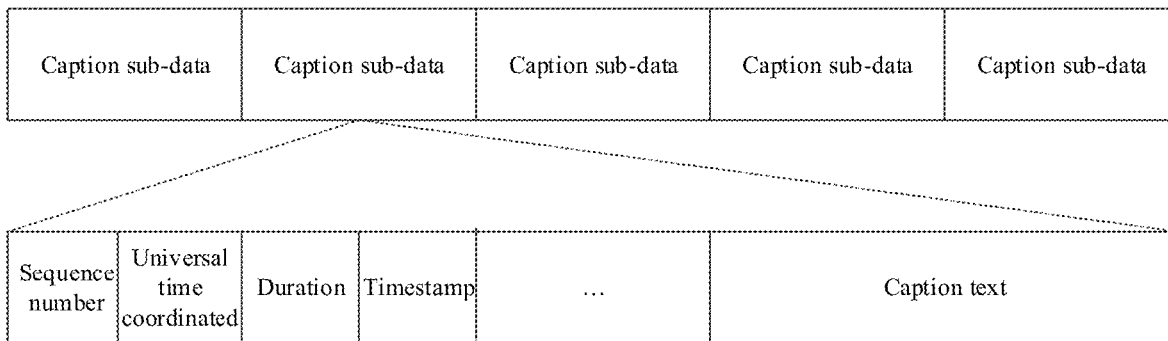 Caption sub-data Caption sub-data Caption sub-data Caption sub-data Caption sub-data
Sequence number
Universal time coordinated
Duration
Timestamp
...
Caption text